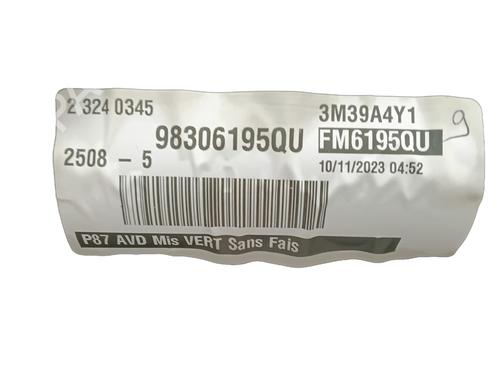 2 324 0345
3M39A4Y1
9
98306195QU
FM6195QU
2508 - 5
10/11/2023 04:52
P87 AVD Mis VERT Sans Fais